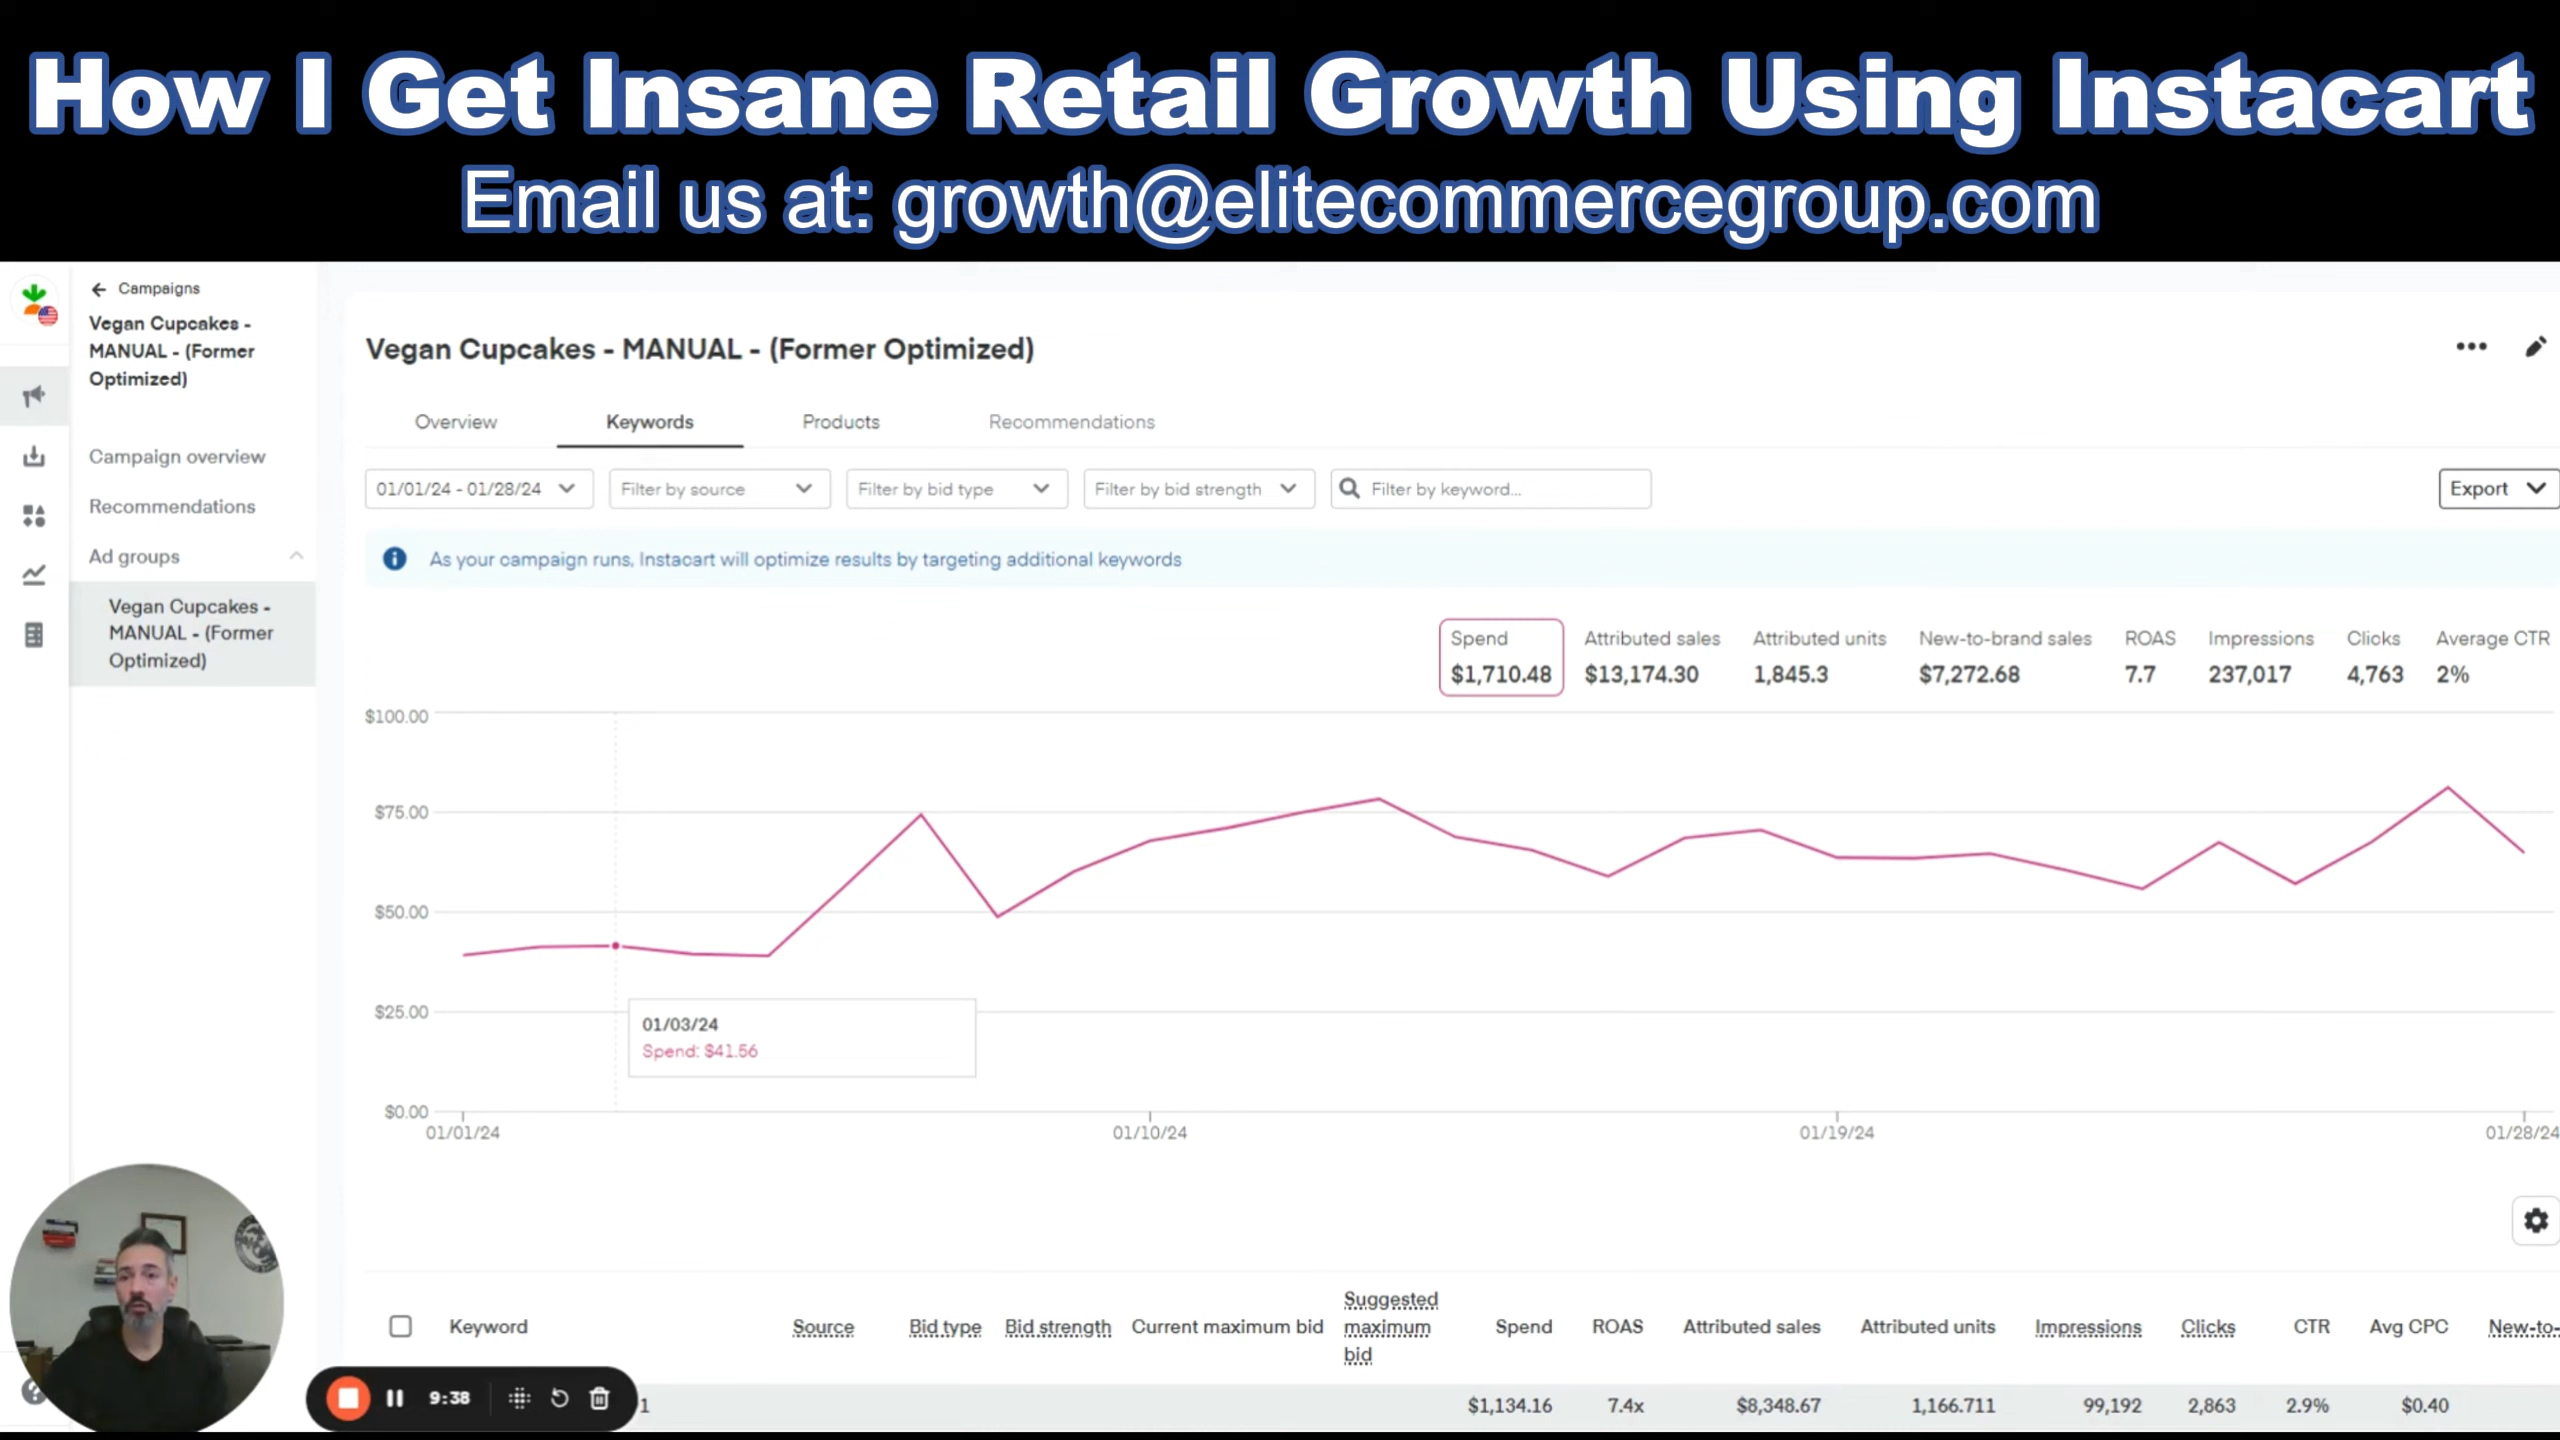 How I Get Insane Retail Growth Using Instacart
Email us at: growth@elitecommercegroup.com
Campaigns
Vegan Cupcakes -
MANUAL - (Former
Optimized)
Campaign overview
Recommendations
Ad groups
Vegan Cupcakes -
MANUAL - (Former
Optimized)
Vegan Cupcakes - MANUAL - (Former Optimized)
Overview Keywords Products Recommendations
01/01/24 - 01/28/24 Filter by source Filter by bid type Filter by bid strength Filter by keyword... Export
As your campaign runs, Instacart will optimize results by targeting additional keywords
Spend Attributed sales Attributed units New-to-brand sales ROAS Impressions Clicks Average CTR
$1,710.48 $13,174.30 1,845.3 $7,272.68 7.7 237,017 4,763 2%
$100.00
$75.00
$50.00
$25.00
01/03/24
Spend: $41.56
$0.00
01/01/24 01/10/24 01/19/24 01/28/24
Keyword Source Bid type Bid strength Current maximum bid Suggested
maximum
bid Spend ROAS Attributed sales Attributed units Impressions Clicks CTR Avg CPC New-to-
9:38 1 $1,134.16 7.4x $8,348.67 1,166.711 99,192 2,863 2.9% $0.40